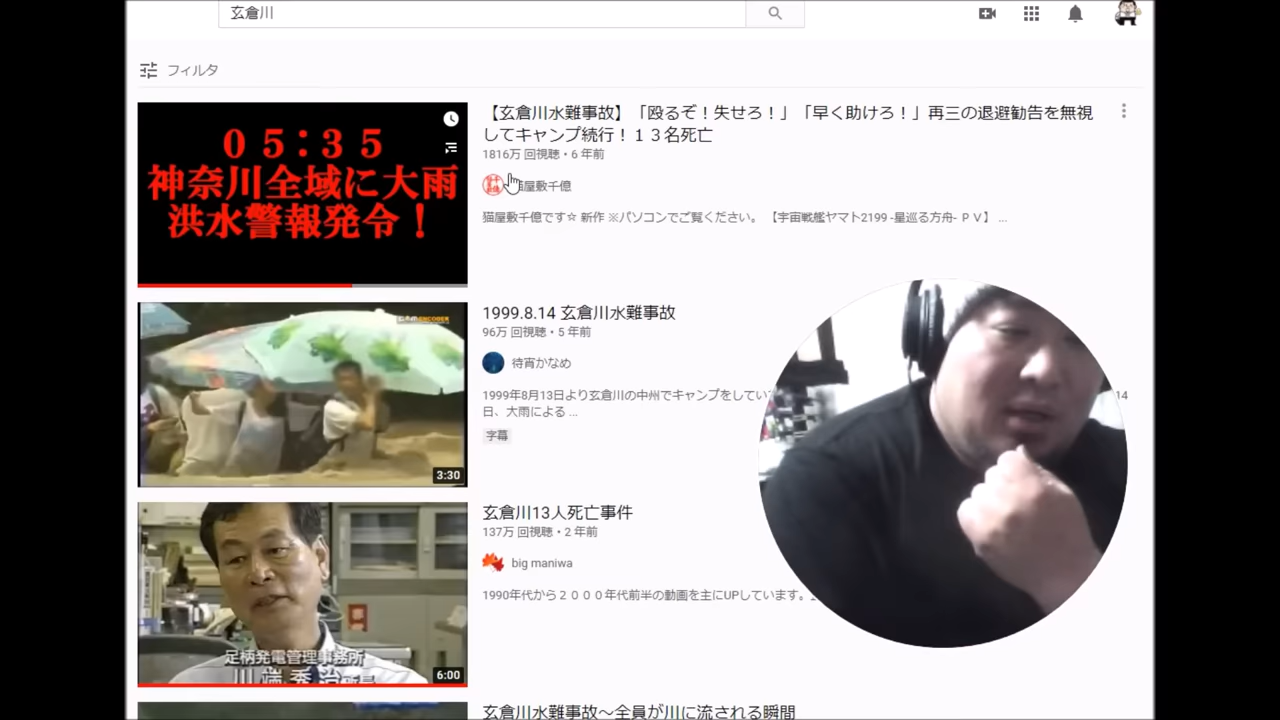 玄倉川
フィルタ
０５：３５
神奈川全域に大雨
洪水警報発令！
【玄倉川水難事故】「殴るぞ！失せろ！」「早く助けろ！」再三の退避勧告を無視
してキャンプ続行！１３名死亡
1816万 回視聴・6 年前
猫屋敷千億
猫屋敷千億です☆ 新作 ※パソコンでご覧ください。 【宇宙戦艦ヤマト2199 -星巡る方舟- ＰＶ】 ...
1999.8.14 玄倉川水難事故
96万 回視聴・5 年前
待宵かなめ
1999年8月13日より玄倉川の中州でキャンプをしてい
14
日、大雨による ...
字幕
3:30
玄倉川13人死亡事件
137万 回視聴・2 年前
big maniwa
1990年代から２０００年代前半の動画を主にUPしています。
足柄発電管理事務所
川端秀治所長
6:00
玄倉川水難事故～全員が川に流される瞬間